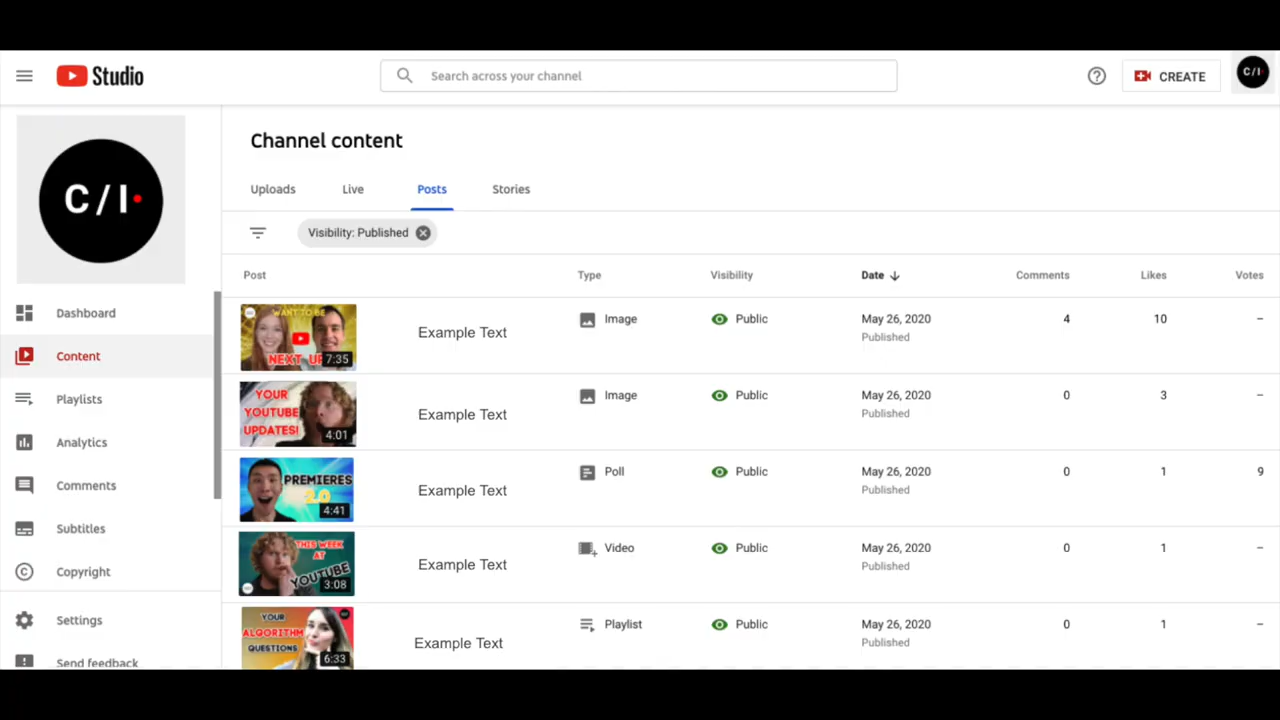 Studio
Search across your channel
CREATE
C/I
C/I
Channel content
Uploads Live Posts Stories
Visibility: Published
Post Type Visibility Date Comments Likes Votes
WANT TO BE
NEXT UP
7:35
Example Text Image Public May 26, 2020 4 10 –
Published
YOUR
YOUTUBE
UPDATES!
4:01
Example Text Image Public May 26, 2020 0 3 –
Published
PREMIERES
2.0
4:41
Example Text Poll Public May 26, 2020 0 1 9
Published
THIS WEEK
AT
YOUTUBE
3:08
Example Text Video Public May 26, 2020 0 1 –
Published
YOUR
ALGORITHM
QUESTIONS
6:33
Example Text Playlist Public May 26, 2020 0 1 –
Published
Dashboard
Content
Playlists
Analytics
Comments
Subtitles
Copyright
Settings
Send feedback